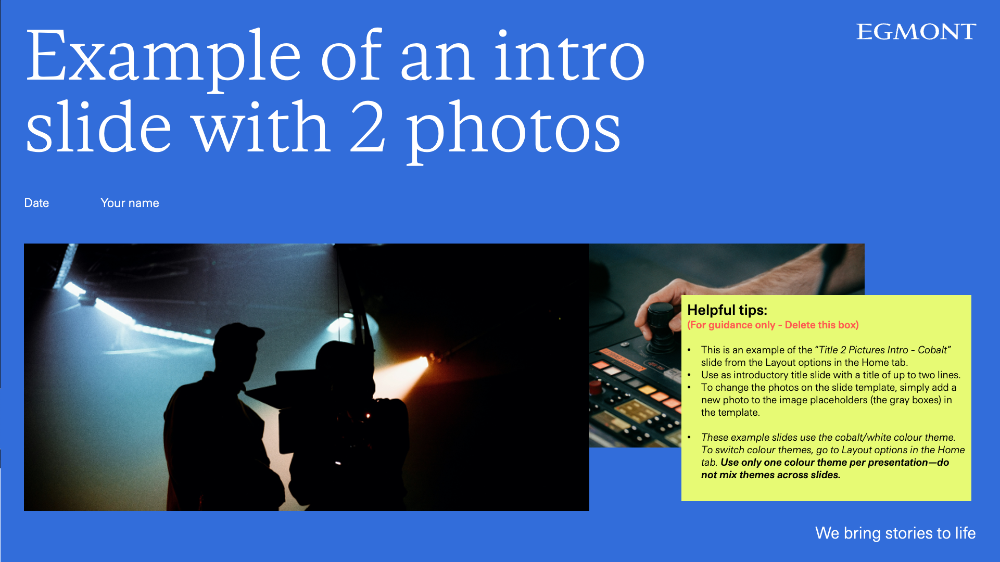 Example of an intro
slide with 2 photos
EGMONT
Date
Your name
Helpful tips:
(For guidance only - Delete this box)
• This is an example of the “Title 2 Pictures Intro - Cobalt”
slide from the Layout options in the Home tab.
• Use as introductory title slide with a title of up to two lines.
• To change the photos on the slide template, simply add a
new photo to the image placeholders (the gray boxes) in
the template.
• These example slides use the cobalt/white colour theme.
To switch colour themes, go to Layout options in the Home
tab. Use only one colour theme per presentation—do
not mix themes across slides.
We bring stories to life